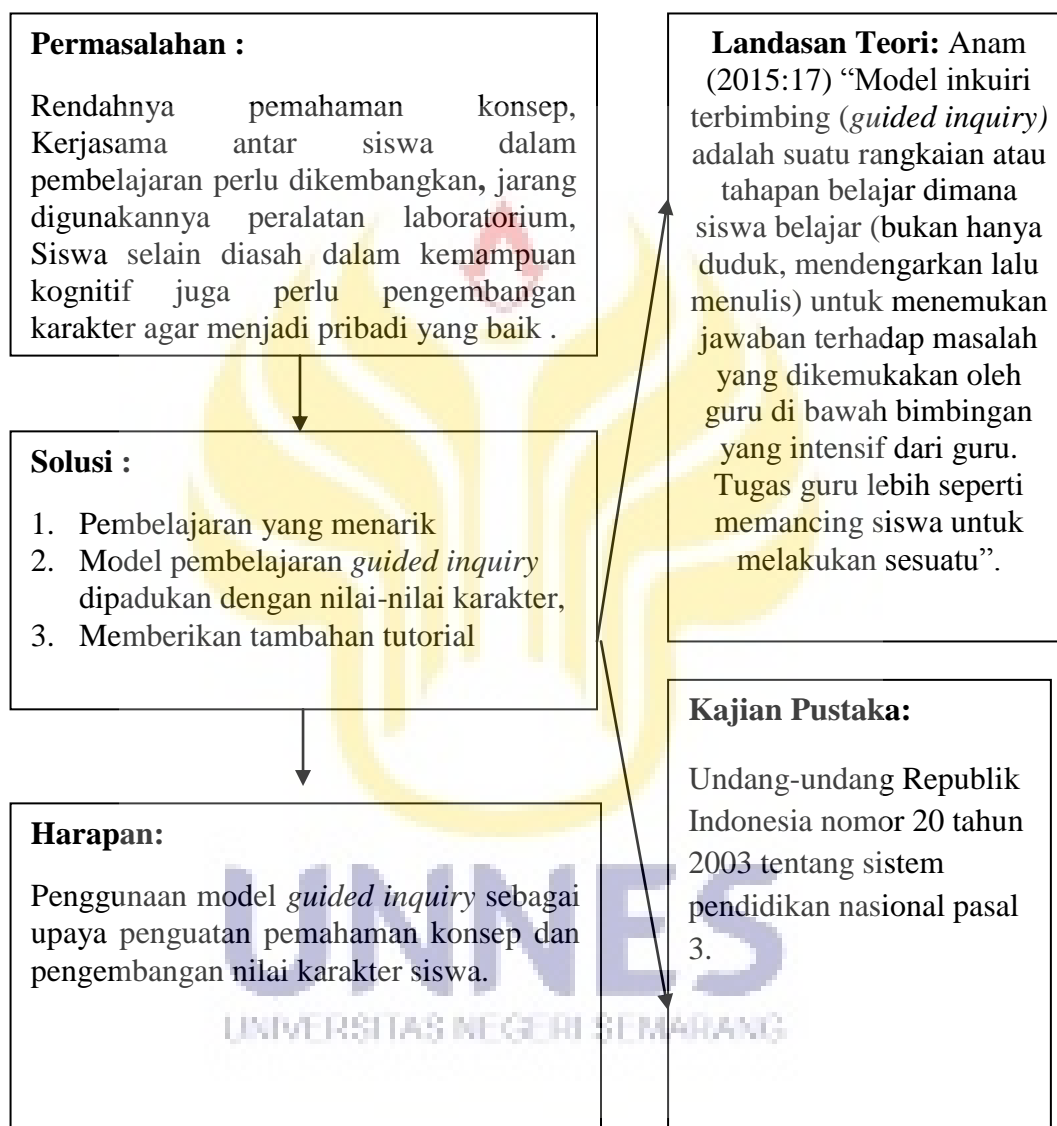 Permasalahan :
Rendahnya pemahaman konsep,
Kerjasama antar siswa dalam
pembelajaran perlu dikembangkan, jarang
digunakannya peralatan laboratorium,
Siswa selain diasah dalam kemampuan
kognitif juga perlu pengembangan
karakter agar menjadi pribadi yang baik .
Solusi :
1. Pembelajaran yang menarik
2. Model pembelajaran guided inquiry
dipadukan dengan nilai-nilai karakter,
3. Memberikan tambahan tutorial
Harapan:
Penggunaan model guided inquiry sebagai
upaya penguatan pemahaman konsep dan
pengembangan nilai karakter siswa.
Landasan Teori: Anam
(2015:17) “Model inkuiri
terbimbing (guided inquiry)
adalah suatu rangkaian atau
tahapan belajar dimana
siswa belajar (bukan hanya
duduk, mendengarkan lalu
menulis) untuk menemukan
jawaban terhadap masalah
yang dikemukakan oleh
guru di bawah bimbingan
yang intensif dari guru.
Tugas guru lebih seperti
memancing siswa untuk
melakukan sesuatu”.
Kajian Pustaka:
Undang-undang Republik
Indonesia nomor 20 tahun
2003 tentang sistem
pendidikan nasional pasal
3.
UNNES
UNIVERSITAS NEGERI SEMARANG